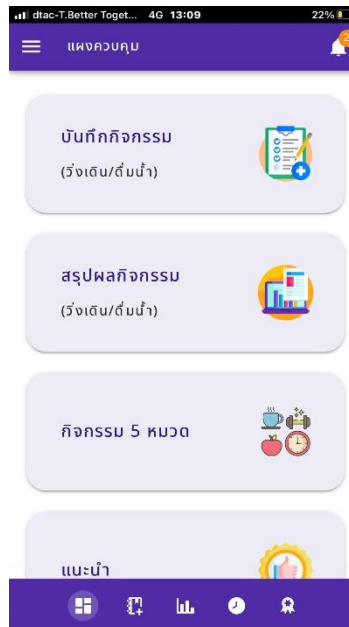 dtac-T.Better Toget... 4G 13:09 22%
แผงควบคุม
2
บันทึกกิจกรรม
(วิ่งเดิน/ดื่มน้ำ)
สรุปผลกิจกรรม
(วิ่งเดิน/ดื่มน้ำ)
กิจกรรม 5 หมวด
แนะนำ